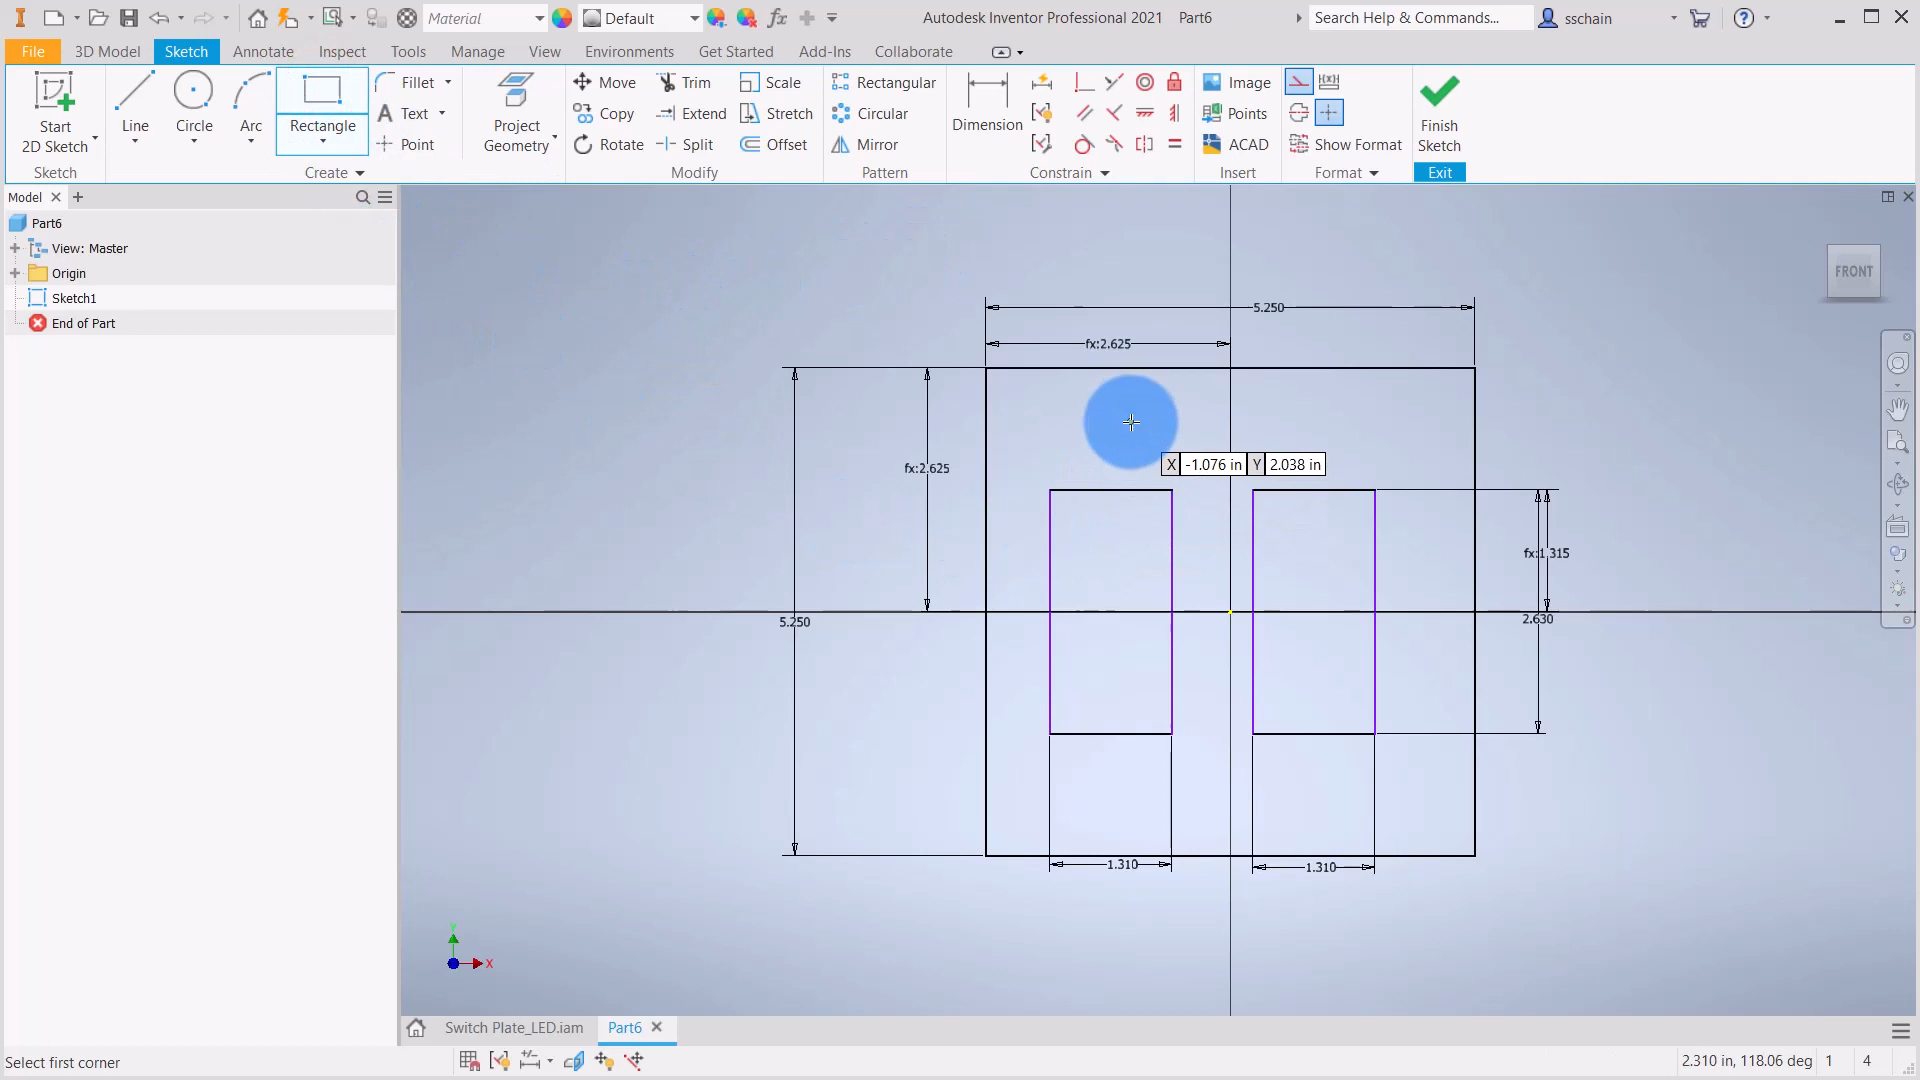 Material
Default
Autodesk Inventor Professional 2021 Part6
Search Help & Commands...
sschain
File 3D Model Sketch Annotate Inspect Tools Manage View Environments Get Started Add-Ins Collaborate
Start
2D Sketch
Line
Circle
Arc
Rectangle
Fillet
Text
Point
Project
Geometry
Move
Copy
Rotate
Trim
Extend
Split
Scale
Stretch
Offset
Rectangular
Circular
Mirror
Dimension
Image
Points
ACAD
Show Format
Finish
Sketch
Sketch Create Modify Pattern Constrain Insert Format Exit
Model
Part6
View: Master
Origin
Sketch1
End of Part
FRONT
5.250
fx:2.625
fx:2.625
X -1.076 in Y 2.038 in
fx:1.315
5.250
2.630
1.310
1.310
Y
X
Switch Plate_LED.iam Part6
Select first corner
2.310 in, 118.06 deg 1 4